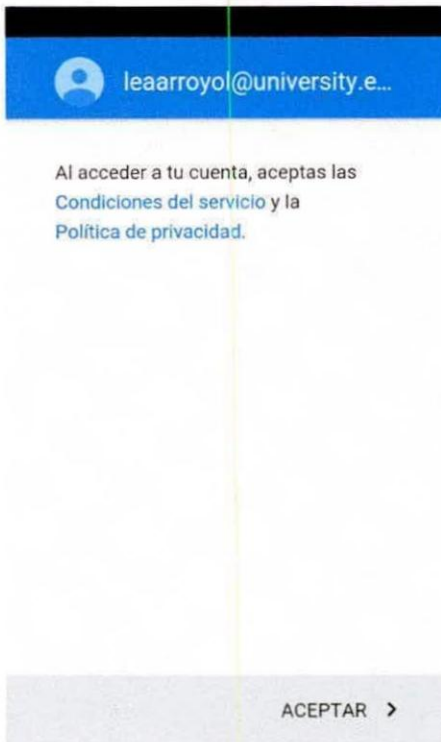 leaarroyol@university.e...
Al acceder a tu cuenta, aceptas las
Condiciones del servicio y la
Política de privacidad.
ACEPTAR >